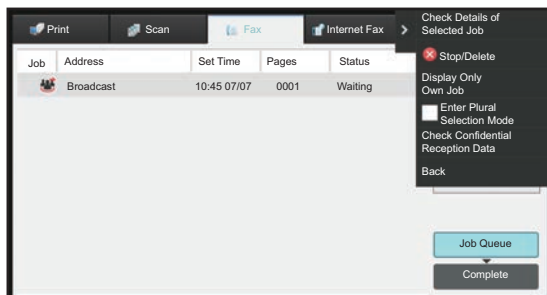 Print Scan Fax Internet Fax
Job Address Set Time Pages Status
Broadcast 10:45 07/07 0001 Waiting
Check Details of
Selected Job
Stop/Delete
Display Only
Own Job
Enter Plural
Selection Mode
Check Confidential
Reception Data
Back
Job Queue
Complete